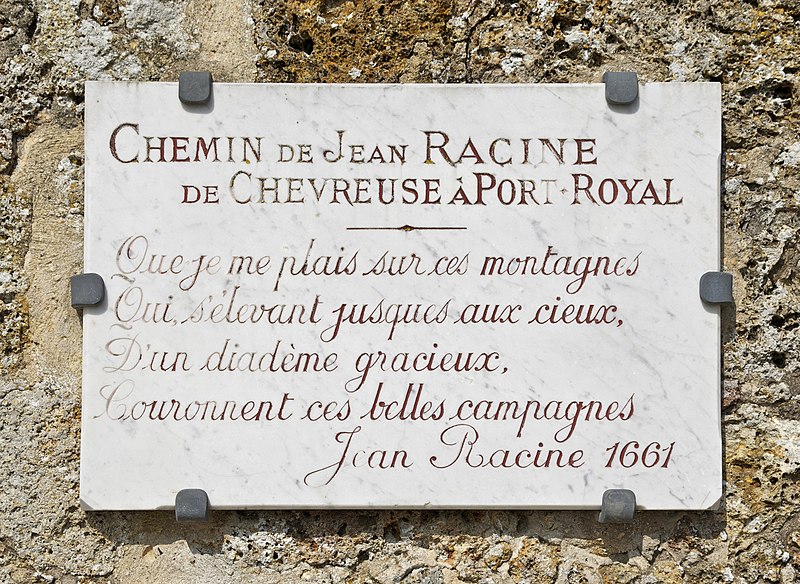 CHEMIN DE JEAN RACINE
DE CHEVREUSE À PORT-ROYAL
Que je me plais sur ces montagnes
Qui, s'élevant jusques aux cieux,
D'un diadème gracieux,
Couronnent ces belles campagnes
Jean Racine 1661